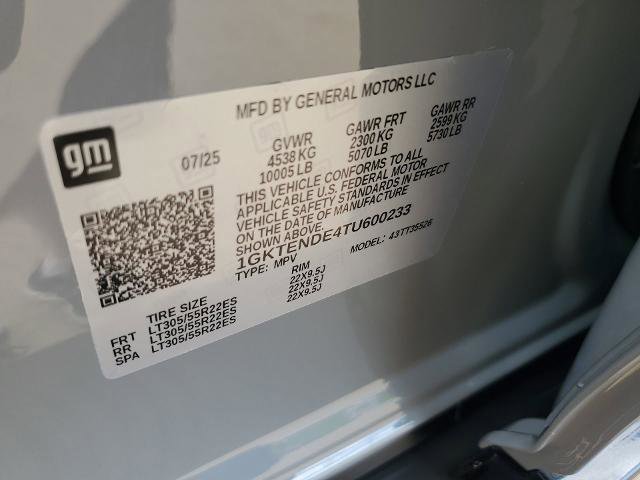 gm
MFD BY GENERAL MOTORS LLC
07/25
GVWR GAWR FRT GAWR RR
4538 KG 2300 KG 2599 KG
10005 LB 5070 LB 5730 LB
THIS VEHICLE CONFORMS TO ALL
APPLICABLE U.S. FEDERAL MOTOR
VEHICLE SAFETY STANDARDS IN EFFECT
ON THE DATE OF MANUFACTURE
SHOWN ABOVE.
1GKTENDE4TU600233
TYPE: MPV MODEL: 43TT35526
TIRE SIZE RIM
FRT LT305/55R22ES 22X9.5J
RR LT305/55R22ES 22X9.5J
SPA LT305/55R22ES 22X9.5J